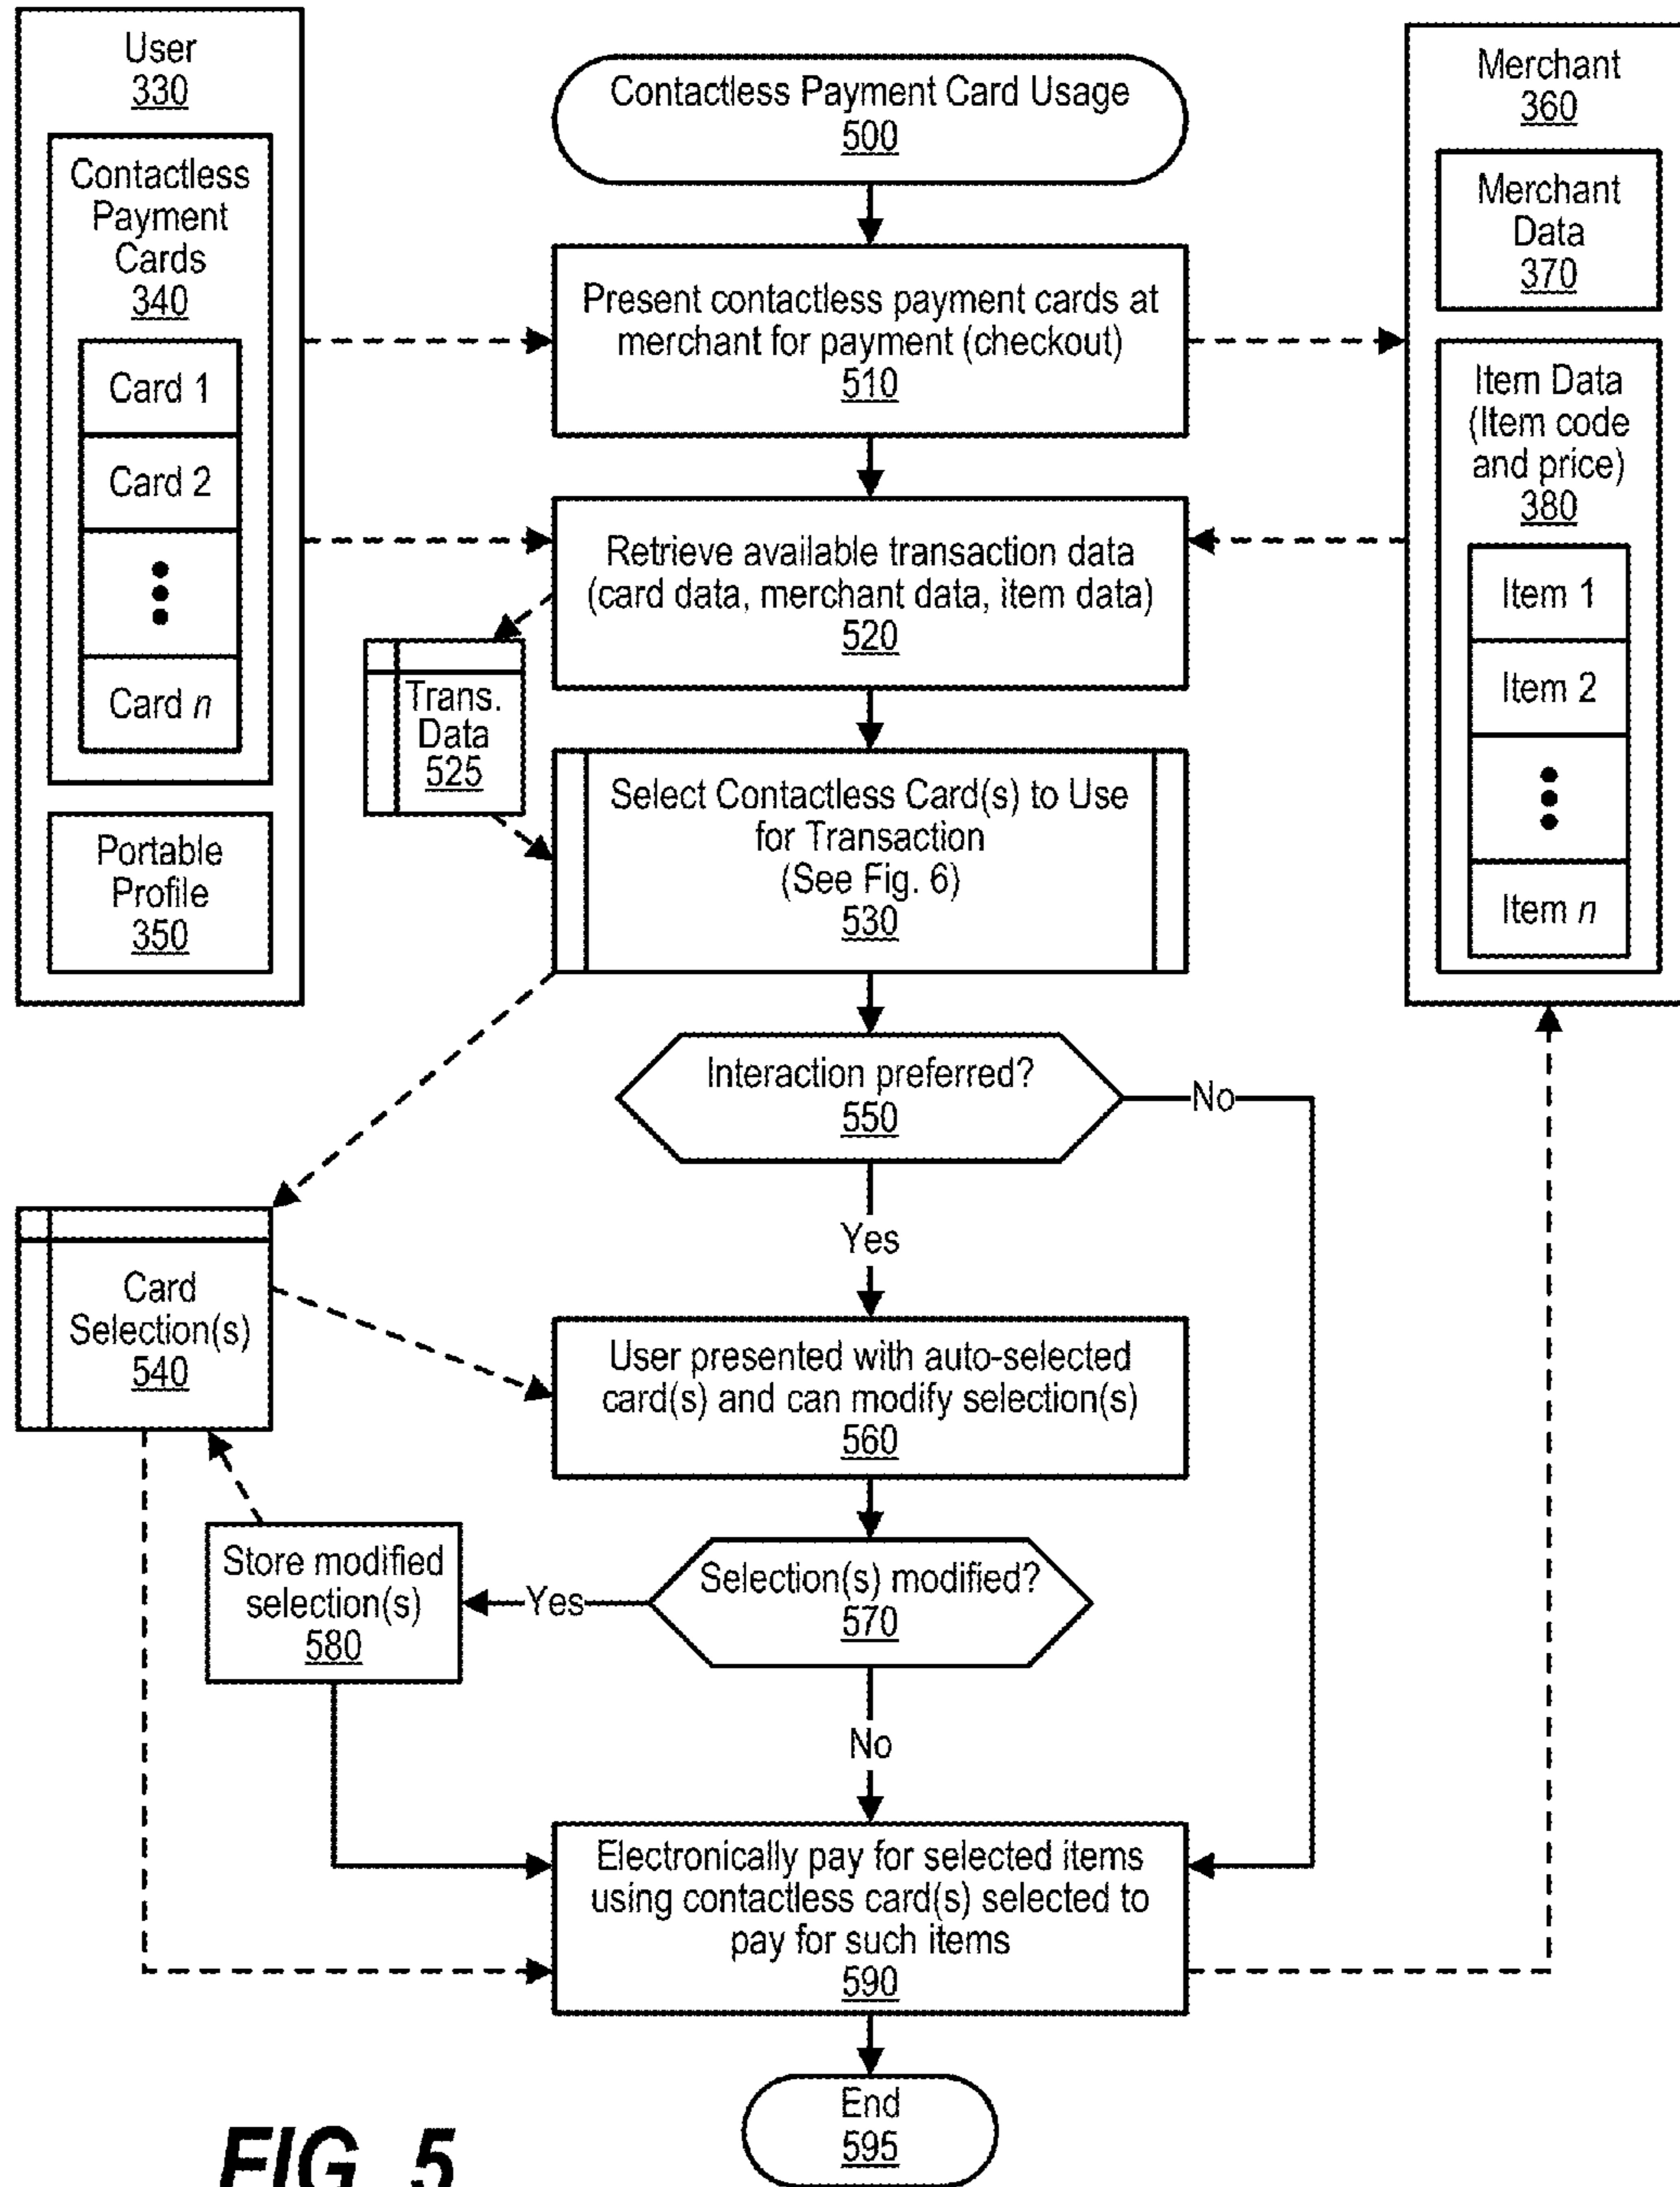 User
330
Contactless
Payment
Cards
340
Card 1
Card 2
Card n
Portable
Profile
350
Contactless Payment Card Usage
500
Present contactless payment cards at
merchant for payment (checkout)
510
Retrieve available transaction data
(card data, merchant data, item data)
520
Trans.
Data
525
Select Contactless Card(s) to Use
for Transaction
(See Fig. 6)
530
Merchant
360
Merchant
Data
370
Item Data
(Item code
and price)
380
Item 1
Item 2
Item n
Interaction preferred?
550
No
Yes
Card
Selection(s)
540
User presented with auto-selected
card(s) and can modify selection(s)
560
Selection(s) modified?
570
Yes
Store modified
selection(s)
580
No
Electronically pay for selected items
using contactless card(s) selected to
pay for such items
590
End
595
FIG. 5